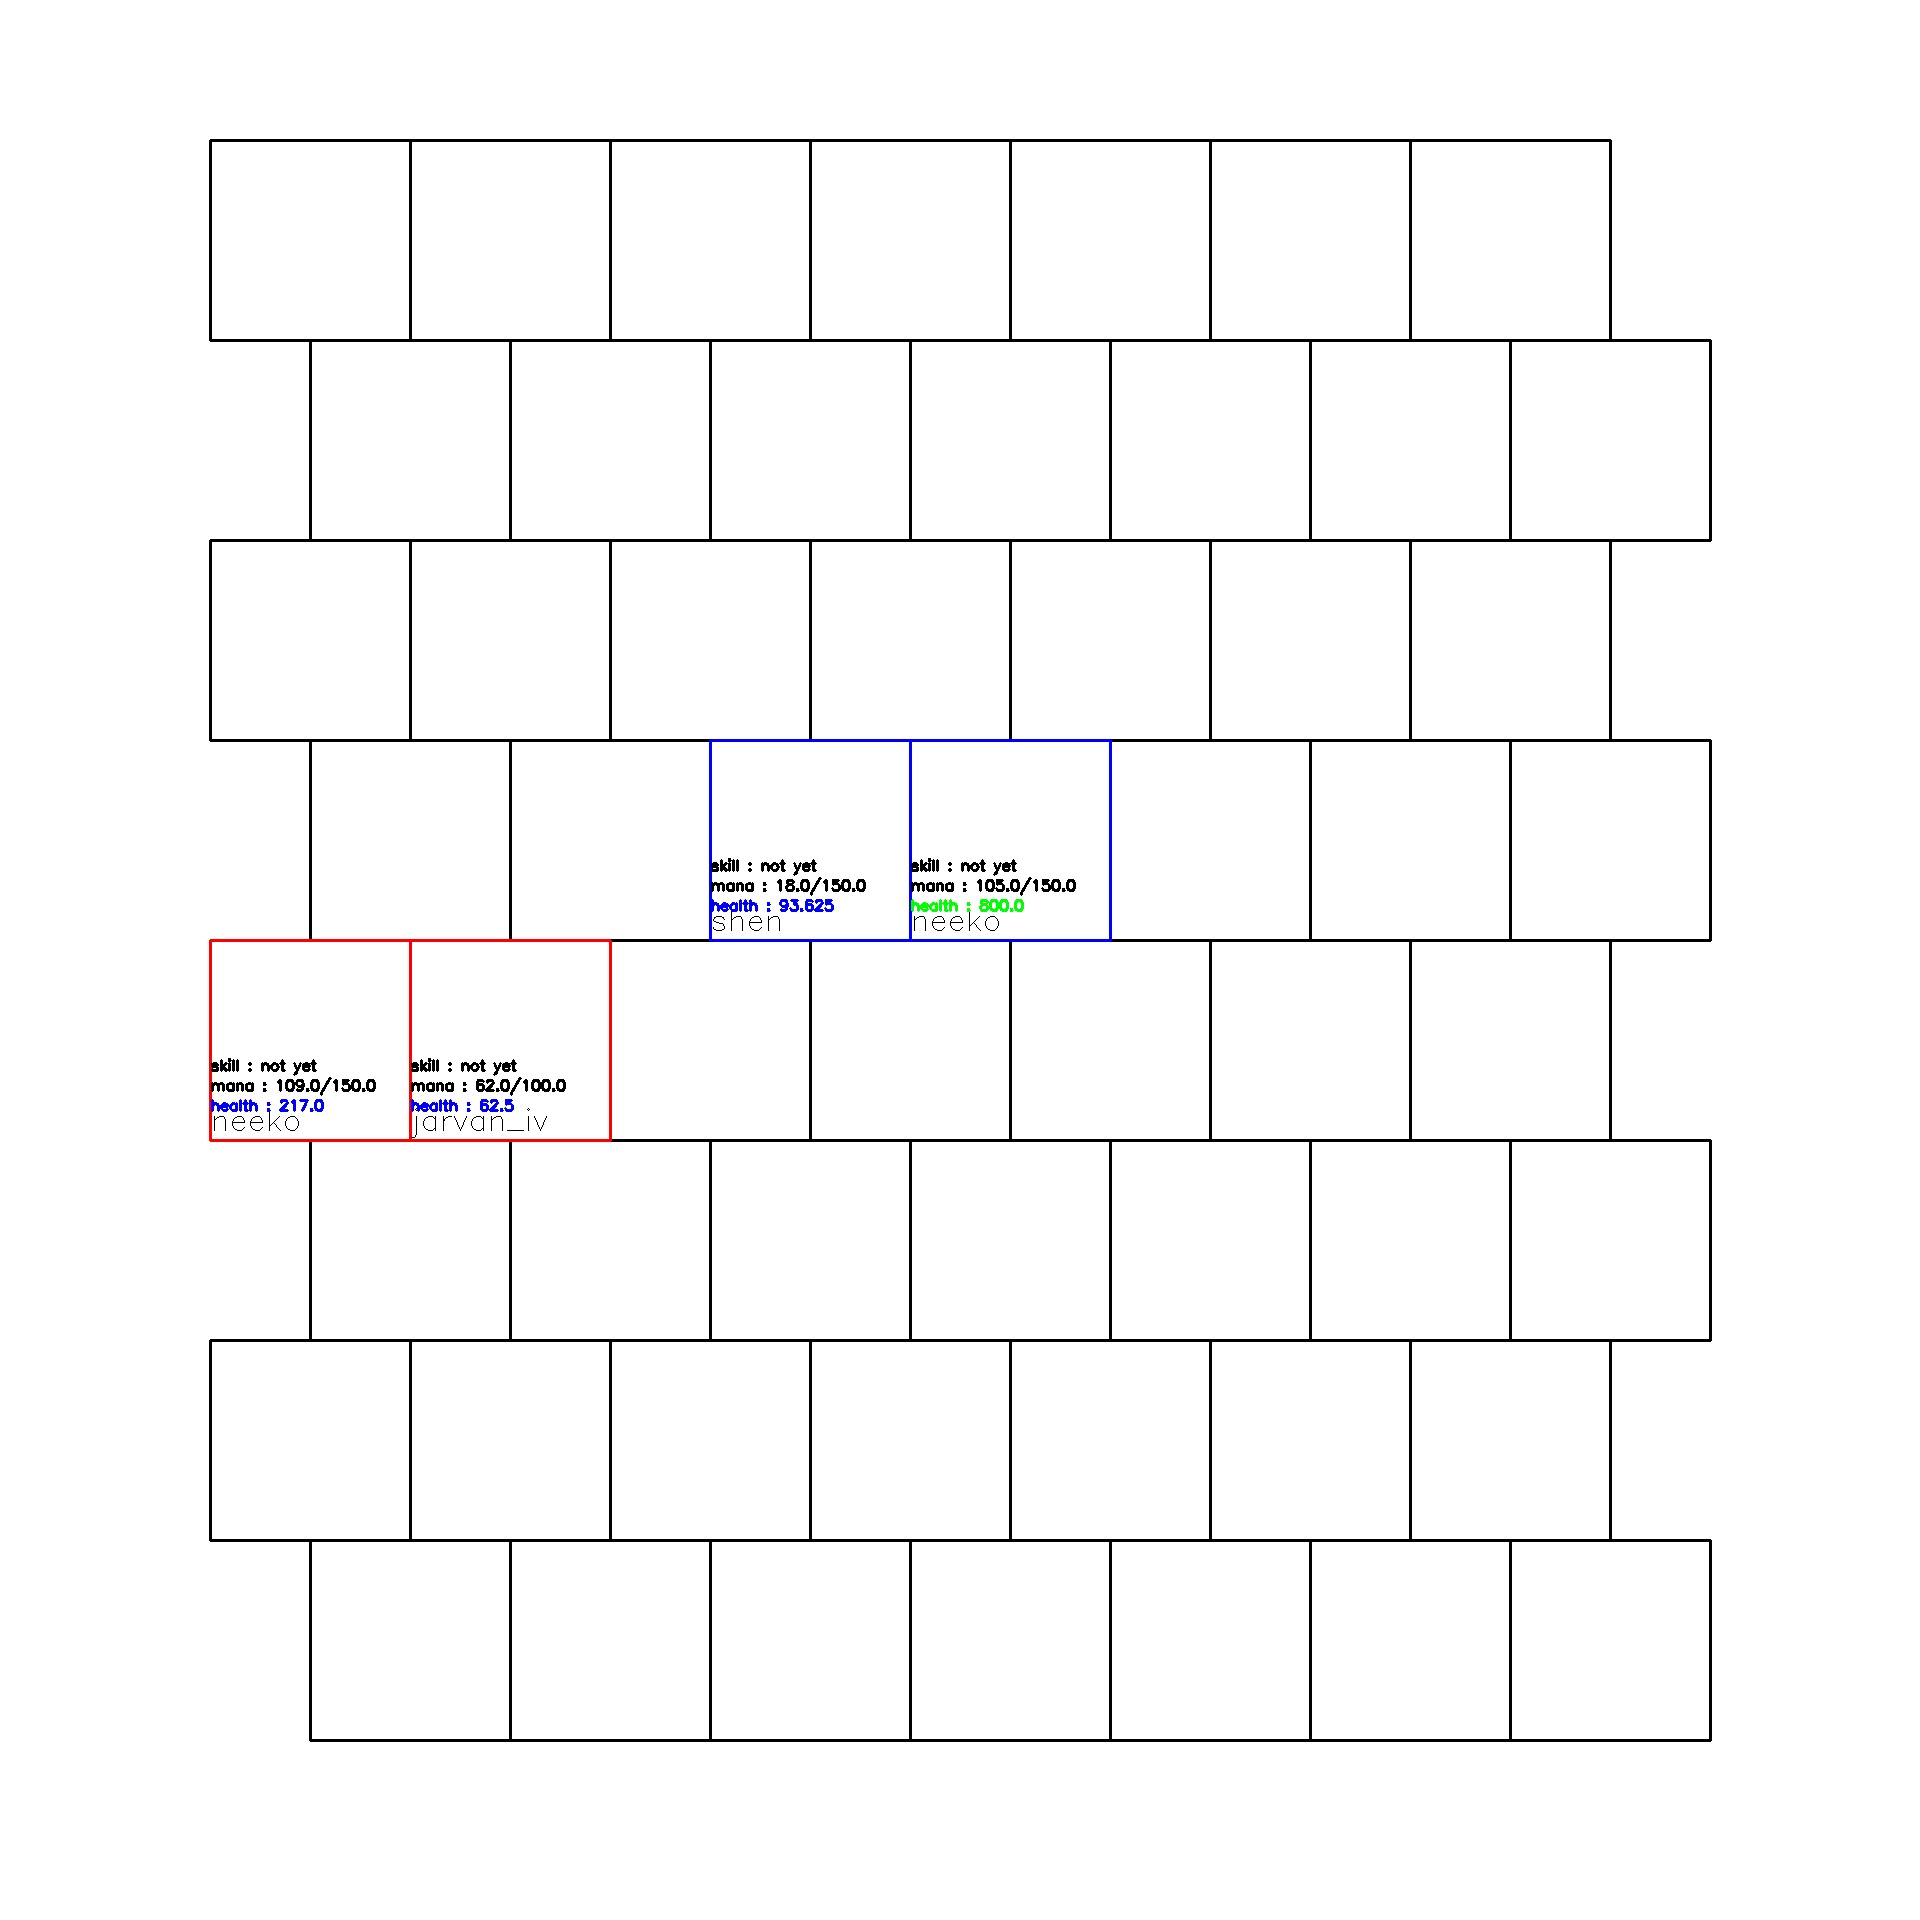 skill : not yet
mana : 18.0/150.0
health : 93.625
shen
skill : not yet
mana : 105.0/150.0
health : 800.0
neeko
skill : not yet
mana : 109.0/150.0
health : 217.0
neeko
skill : not yet
mana : 62.0/100.0
health : 62.5
jarvan_iv